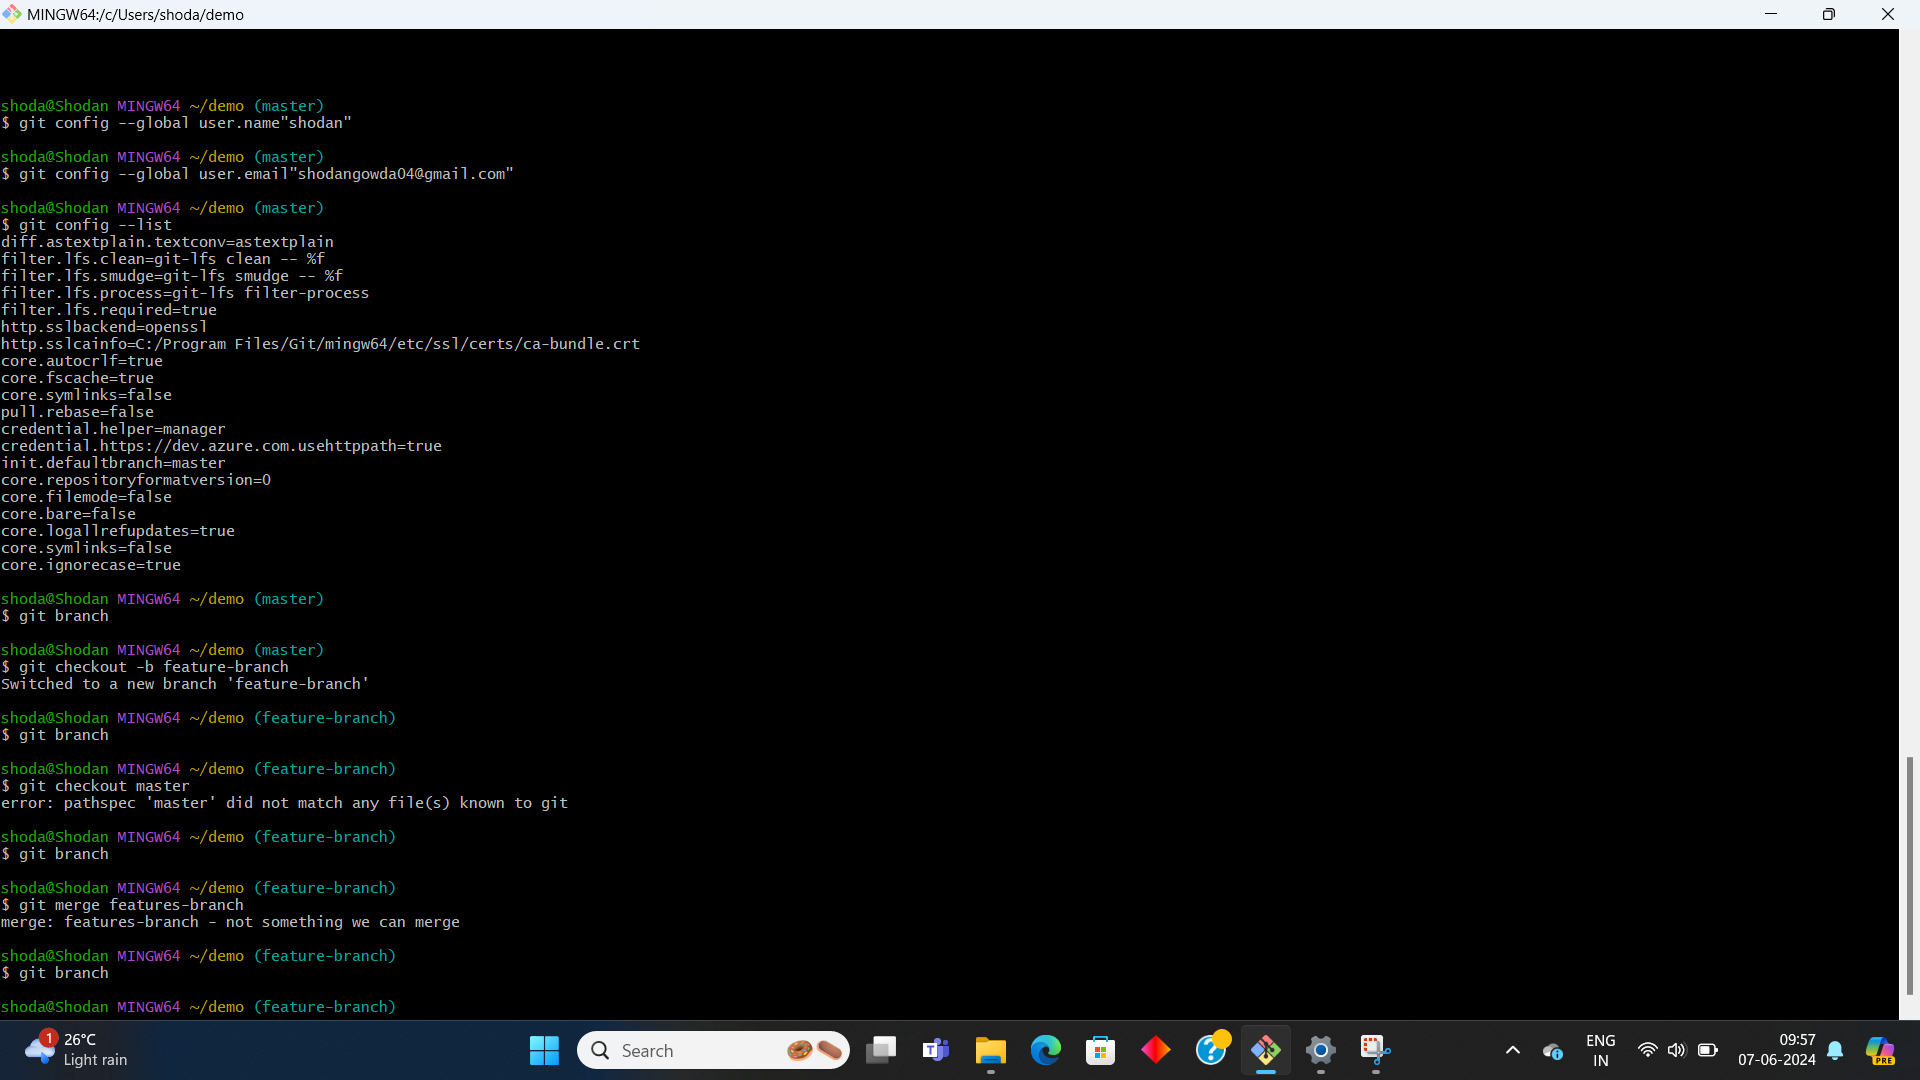 MINGW64:/c/Users/shoda/demo
shoda@Shodan MINGW64 ~/demo (master)
$ git config --global user.name"shodan"
shoda@Shodan MINGW64 ~/demo (master)
$ git config --global user.email"shodangowda04@gmail.com"
shoda@Shodan MINGW64 ~/demo (master)
$ git config --list
diff.astextplain.textconv=astextplain
filter.lfs.clean=git-lfs clean -- %f
filter.lfs.smudge=git-lfs smudge -- %f
filter.lfs.process=git-lfs filter-process
filter.lfs.required=true
http.sslbackend=openssl
http.sslcainfo=C:/Program Files/Git/mingw64/etc/ssl/certs/ca-bundle.crt
core.autocrlf=true
core.fscache=true
core.symlinks=false
pull.rebase=false
credential.helper=manager
credential.https://dev.azure.com.usehttppath=true
init.defaultbranch=master
core.repositoryformatversion=0
core.filemode=false
core.bare=false
core.logallrefupdates=true
core.symlinks=false
core.ignorecase=true
shoda@Shodan MINGW64 ~/demo (master)
$ git branch
shoda@Shodan MINGW64 ~/demo (master)
$ git checkout -b feature-branch
Switched to a new branch 'feature-branch'
shoda@Shodan MINGW64 ~/demo (feature-branch)
$ git branch
shoda@Shodan MINGW64 ~/demo (feature-branch)
$ git checkout master
error: pathspec 'master' did not match any file(s) known to git
shoda@Shodan MINGW64 ~/demo (feature-branch)
$ git branch
shoda@Shodan MINGW64 ~/demo (feature-branch)
$ git merge features-branch
merge: features-branch - not something we can merge
shoda@Shodan MINGW64 ~/demo (feature-branch)
$ git branch
shoda@Shodan MINGW64 ~/demo (feature-branch)
1
26°C
Light rain
Search
T
?
ENG
IN
09:57
07-06-2024
PRE